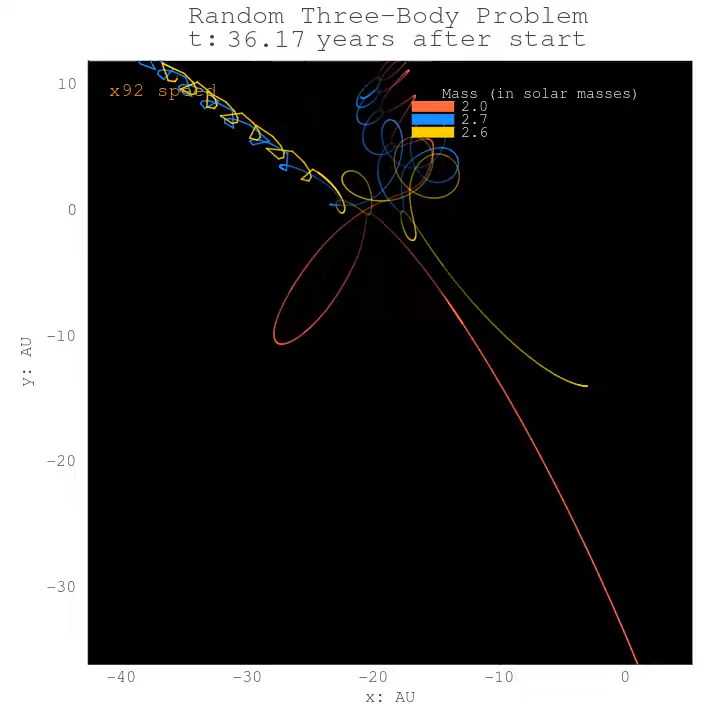 Random Three-Body Problem
t: 36.17 years after start
10
x92 speed
Mass (in solar masses)
2.0
2.7
2.6
0
-10
y: AU
-20
-30
-40 -30 -20 -10 0
x: AU